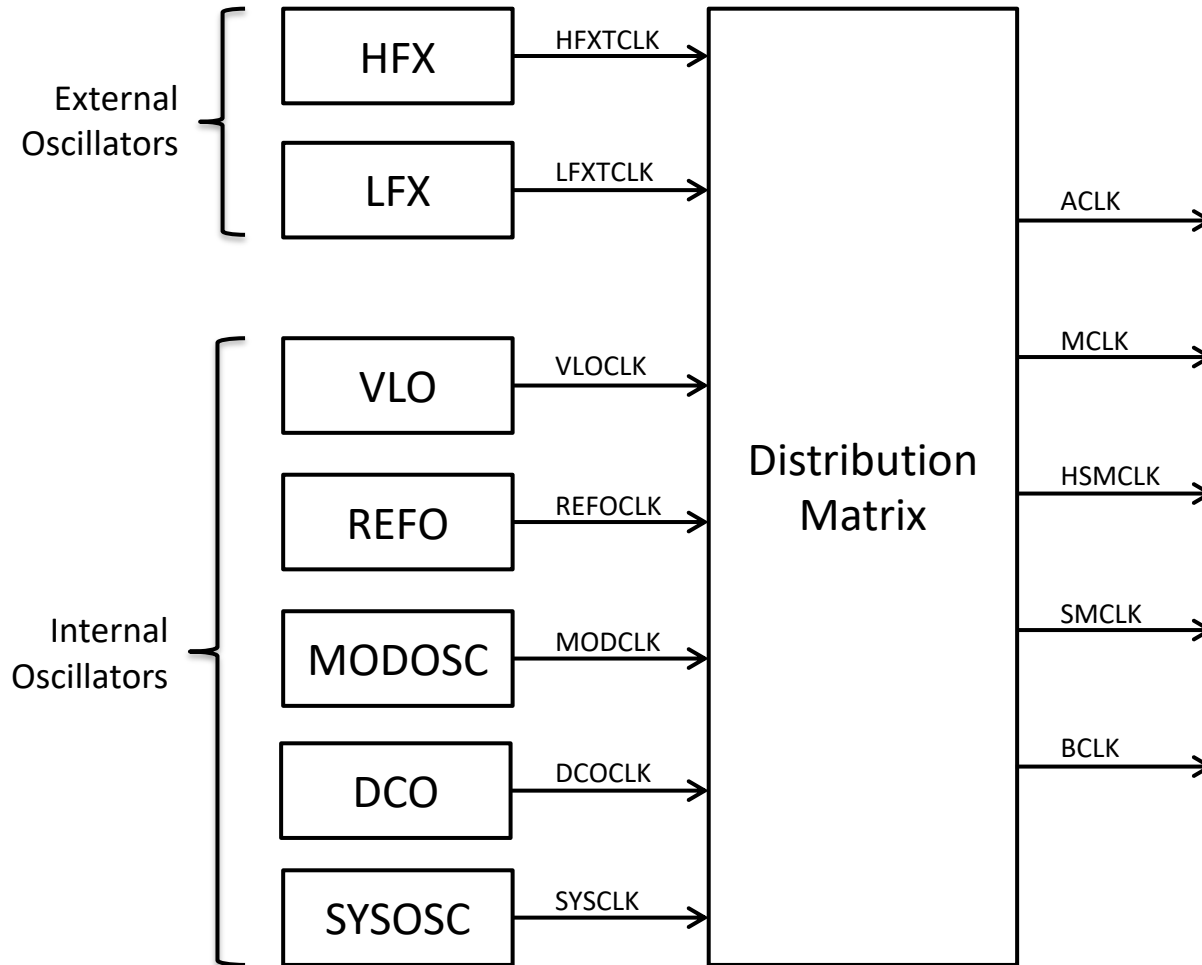 HFX
HFXTCLK
External
Oscillators
LFX
LFXTCLK
ACLK
VLO
VLOCLK
MCLK
Distribution
Matrix
REFO
REFOCLK
HSMCLK
Internal
Oscillators
MODOSC
MODCLK
SMCLK
DCO
DCOCLK
BCLK
SYSOSC
SYSCLK